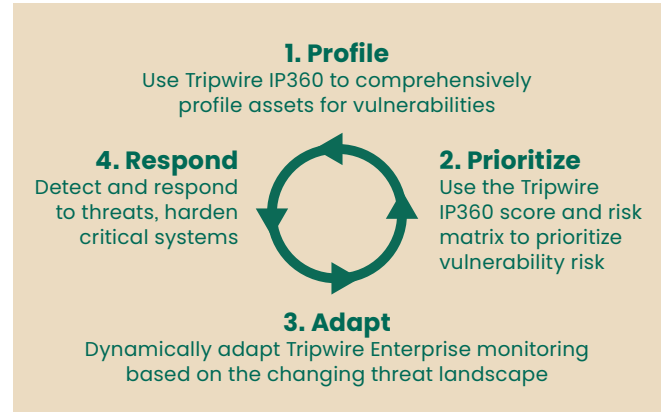 1. Profile
Use Tripwire IP360 to comprehensively
profile assets for vulnerabilities
2. Prioritize
Use the Tripwire
IP360 score and risk
matrix to prioritize
vulnerability risk
3. Adapt
Dynamically adapt Tripwire Enterprise monitoring
based on the changing threat landscape
4. Respond
Detect and respond
to threats, harden
critical systems